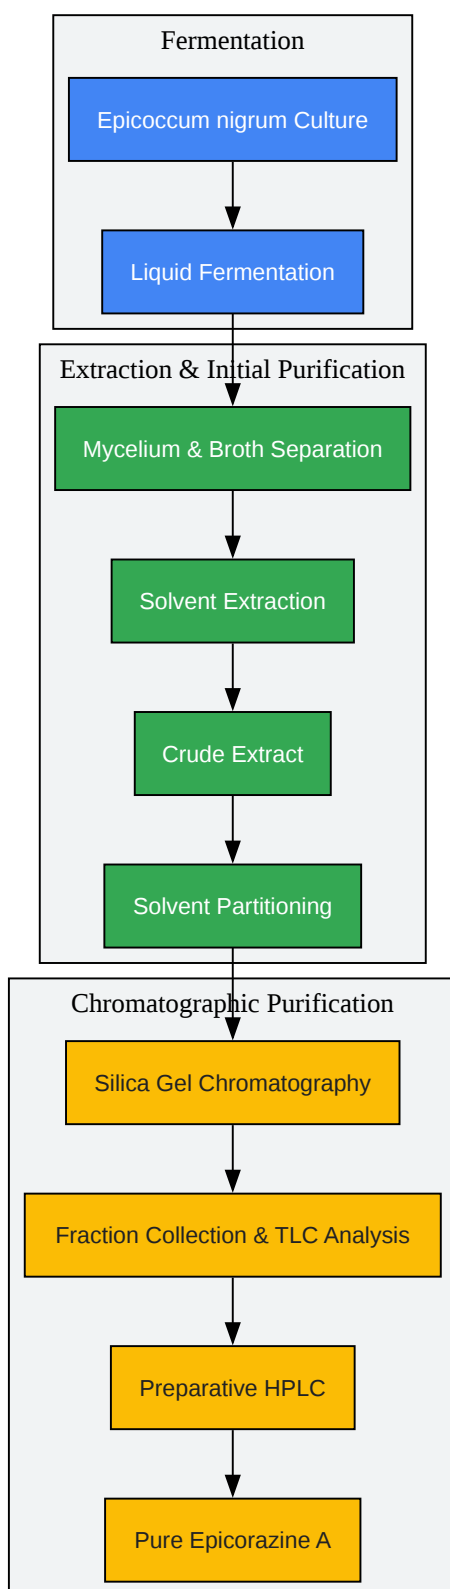 Fermentation
Epicoccum nigrum Culture
Liquid Fermentation
Extraction & Initial Purification
Mycelium & Broth Separation
Solvent Extraction
Crude Extract
Solvent Partitioning
Chromatographic Purification
Silica Gel Chromatography
Fraction Collection & TLC Analysis
Preparative HPLC
Pure Epicorazine A